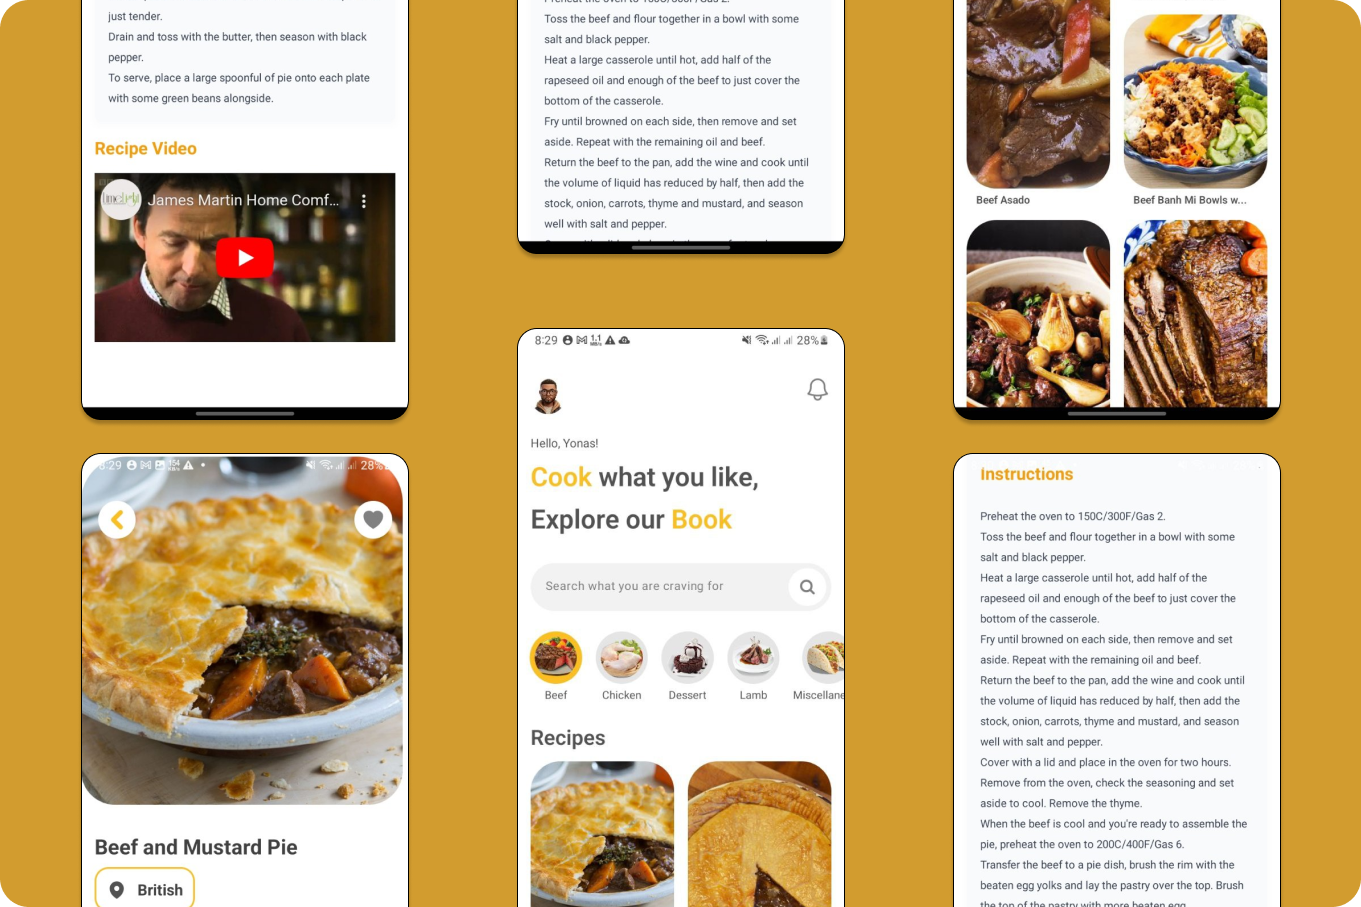 just tender.
Drain and toss with the butter, then season with black
pepper.
To serve, place a large spoonful of pie onto each plate
with some green beans alongside.
Recipe Video
James Martin Home Comf...
8:29
28%
Beef and Mustard Pie
British
Preheat the oven to 150C/300F/Gas 2.
Toss the beef and flour together in a bowl with some
salt and black pepper.
Heat a large casserole until hot, add half of the
rapeseed oil and enough of the beef to just cover the
bottom of the casserole.
Fry until browned on each side, then remove and set
aside. Repeat with the remaining oil and beef.
Return the beef to the pan, add the wine and cook until
the volume of liquid has reduced by half, then add the
stock, onion, carrots, thyme and mustard, and season
well with salt and pepper.
8:29
28%
Hello, Yonas!
Cook what you like,
Explore our Book
Search what you are craving for
Beef Chicken Dessert Lamb Miscellane
Recipes
Beef Asado
Beef Banh Mi Bowls w...
Instructions
Preheat the oven to 150C/300F/Gas 2.
Toss the beef and flour together in a bowl with some
salt and black pepper.
Heat a large casserole until hot, add half of the
rapeseed oil and enough of the beef to just cover the
bottom of the casserole.
Fry until browned on each side, then remove and set
aside. Repeat with the remaining oil and beef.
Return the beef to the pan, add the wine and cook until
the volume of liquid has reduced by half, then add the
stock, onion, carrots, thyme and mustard, and season
well with salt and pepper.
Cover with a lid and place in the oven for two hours.
Remove from the oven, check the seasoning and set
aside to cool. Remove the thyme.
When the beef is cool and you're ready to assemble the
pie, preheat the oven to 200C/400F/Gas 6.
Transfer the beef to a pie dish, brush the rim with the
beaten egg yolks and lay the pastry over the top. Brush
the top of the pastry with more beaten egg.